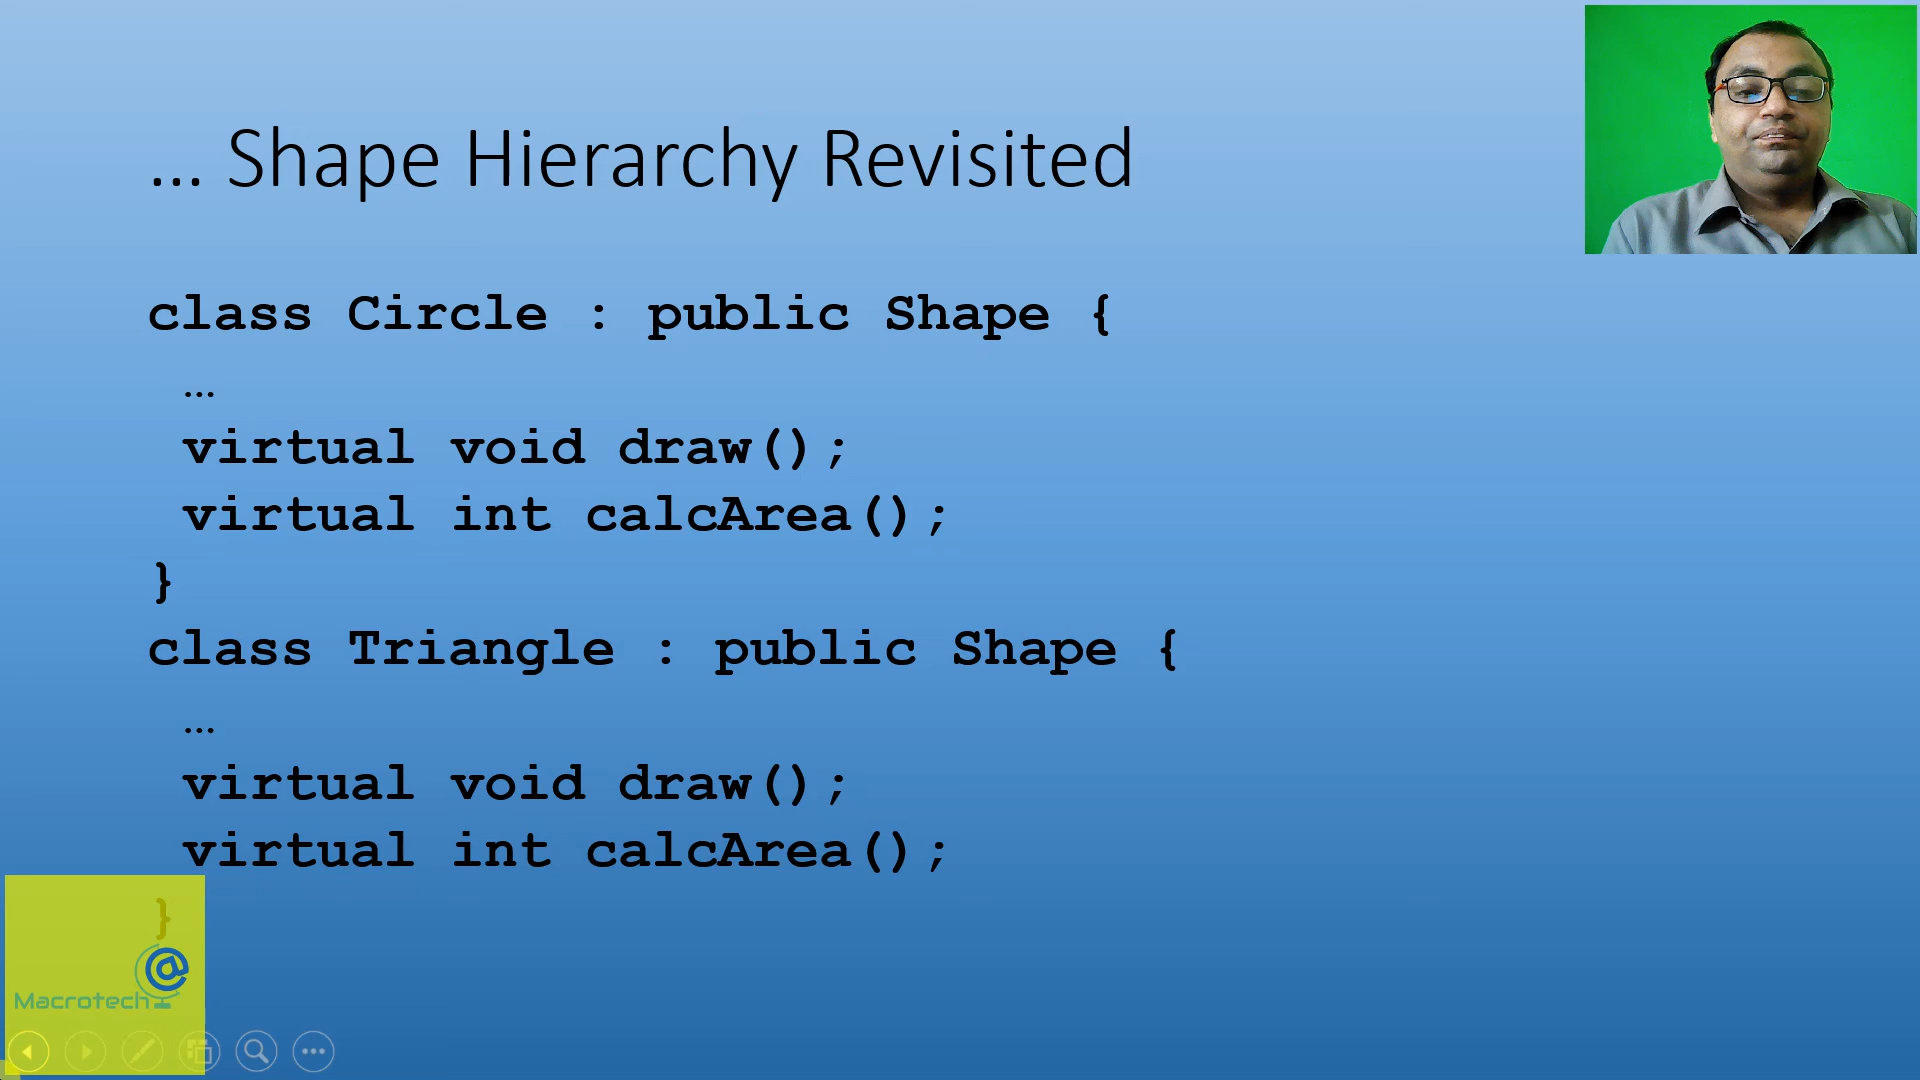 … Shape Hierarchy Revisited
class Circle : public Shape {
…
virtual void draw();
virtual int calcArea();
}
class Triangle : public Shape {
…
virtual void draw();
virtual int calcArea();
}
@
Macrotech